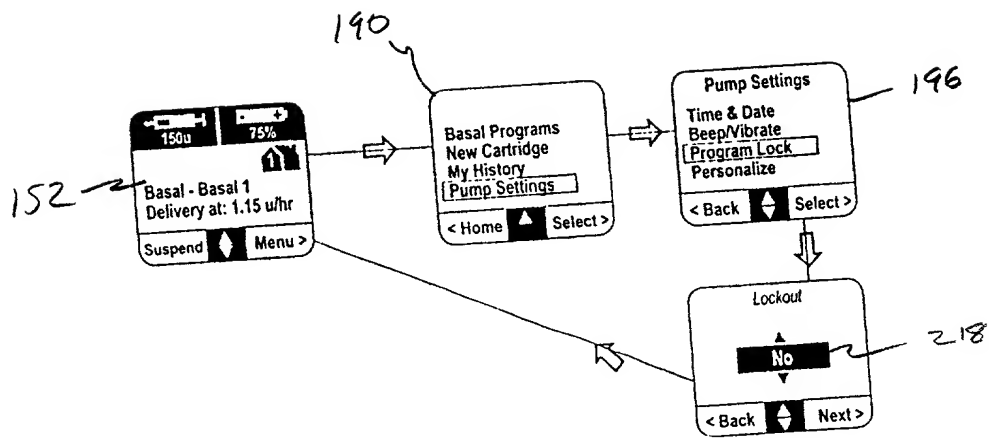 190
150u
75%
Basal - Basal 1
Delivery at: 1.15 u/hr
Suspend
Menu >
152
Basal Programs
New Cartridge
My History
Pump Settings
< Home
Select >
Pump Settings
Time & Date
Beep/Vibrate
Program Lock
Personalize
< Back
Select >
196
Lockout
No
< Back
Next >
218